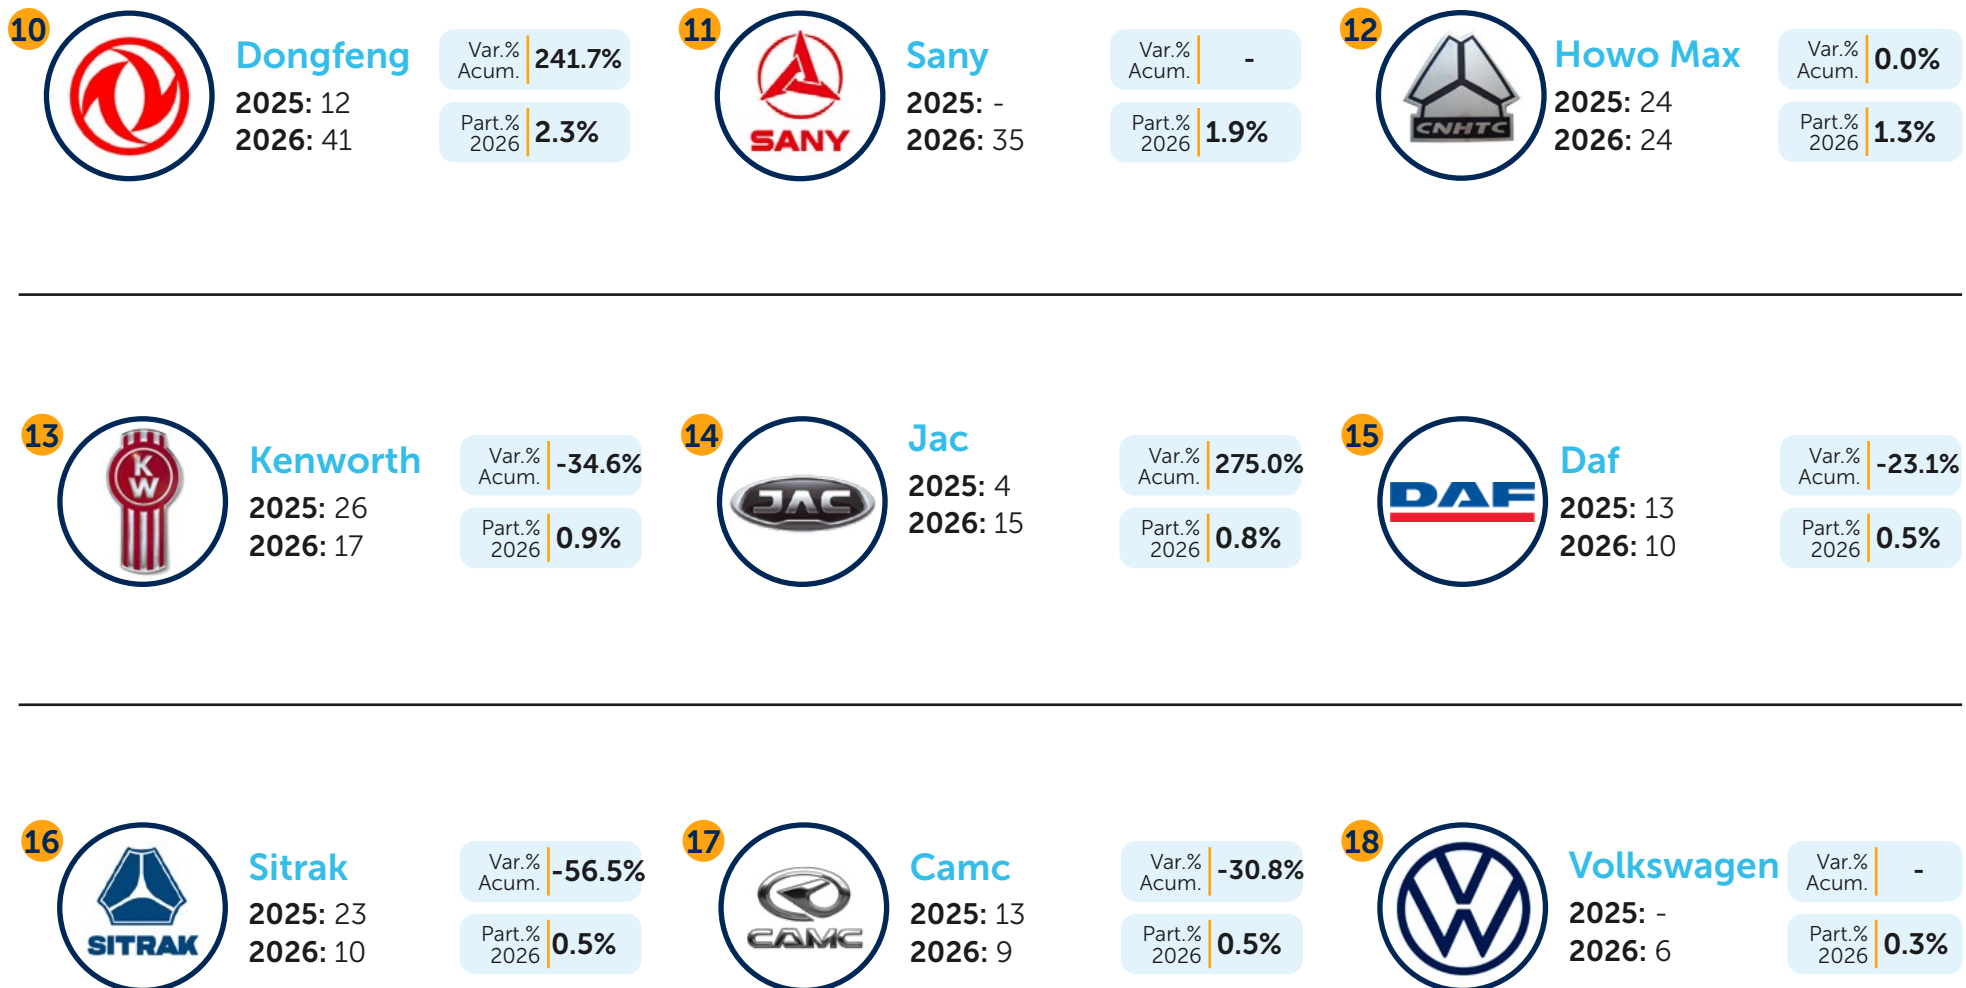 10
Dongfeng
2025: 12
2026: 41
Var.%
Acum.
241.7%
Part.%
2026
2.3%
11
SANY
Sany
2025: -
2026: 35
Var.%
Acum.
-
Part.%
2026
1.9%
12
CNHTC
Howo Max
2025: 24
2026: 24
Var.%
Acum.
0.0%
Part.%
2026
1.3%
13
K
W
Kenworth
2025: 26
2026: 17
Var.%
Acum.
-34.6%
Part.%
2026
0.9%
14
JAC
Jac
2025: 4
2026: 15
Var.%
Acum.
275.0%
Part.%
2026
0.8%
15
DAF
Daf
2025: 13
2026: 10
Var.%
Acum.
-23.1%
Part.%
2026
0.5%
16
SITRAK
Sitrak
2025: 23
2026: 10
Var.%
Acum.
-56.5%
Part.%
2026
0.5%
17
CAMC
Camc
2025: 13
2026: 9
Var.%
Acum.
-30.8%
Part.%
2026
0.5%
18
Volkswagen
2025: -
2026: 6
Var.%
Acum.
-
Part.%
2026
0.3%